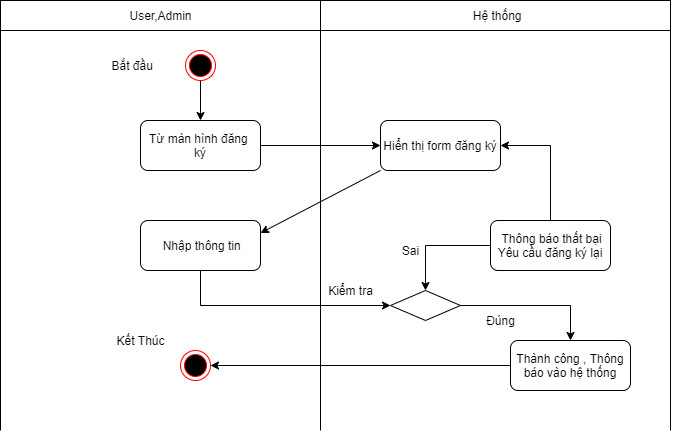 User,Admin
Hệ thống
Bắt đầu
Từ màn hình đăng
ký
Hiển thị form đăng ký
Nhập thông tin
Thông báo thất bại
Yêu cầu đăng ký lại
Sai
Kiểm tra
Đúng
Kết Thúc
Thành công , Thông
báo vào hệ thống